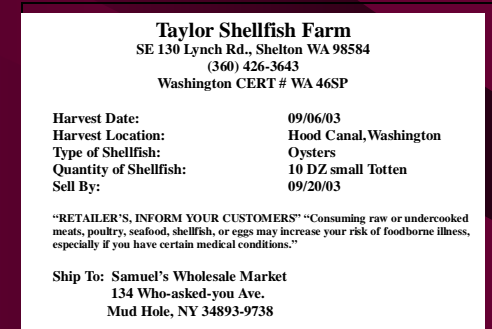 Taylor Shellfish Farm
SE 130 Lynch Rd., Shelton WA 98584
(360) 426-3643
Washington CERT # WA 46SP
Harvest Date: 09/06/03
Harvest Location: Hood Canal,Washington
Type of Shellfish: Oysters
Quantity of Shellfish: 10 DZ small Totten
Sell By: 09/20/03
“RETAILER’S, INFORM YOUR CUSTOMERS” “Consuming raw or undercooked
meats, poultry, seafood, shellfish, or eggs may increase your risk of foodborne illness,
especially if you have certain medical conditions.”
Ship To: Samuel’s Wholesale Market
134 Who-asked-you Ave.
Mud Hole, NY 34893-9738